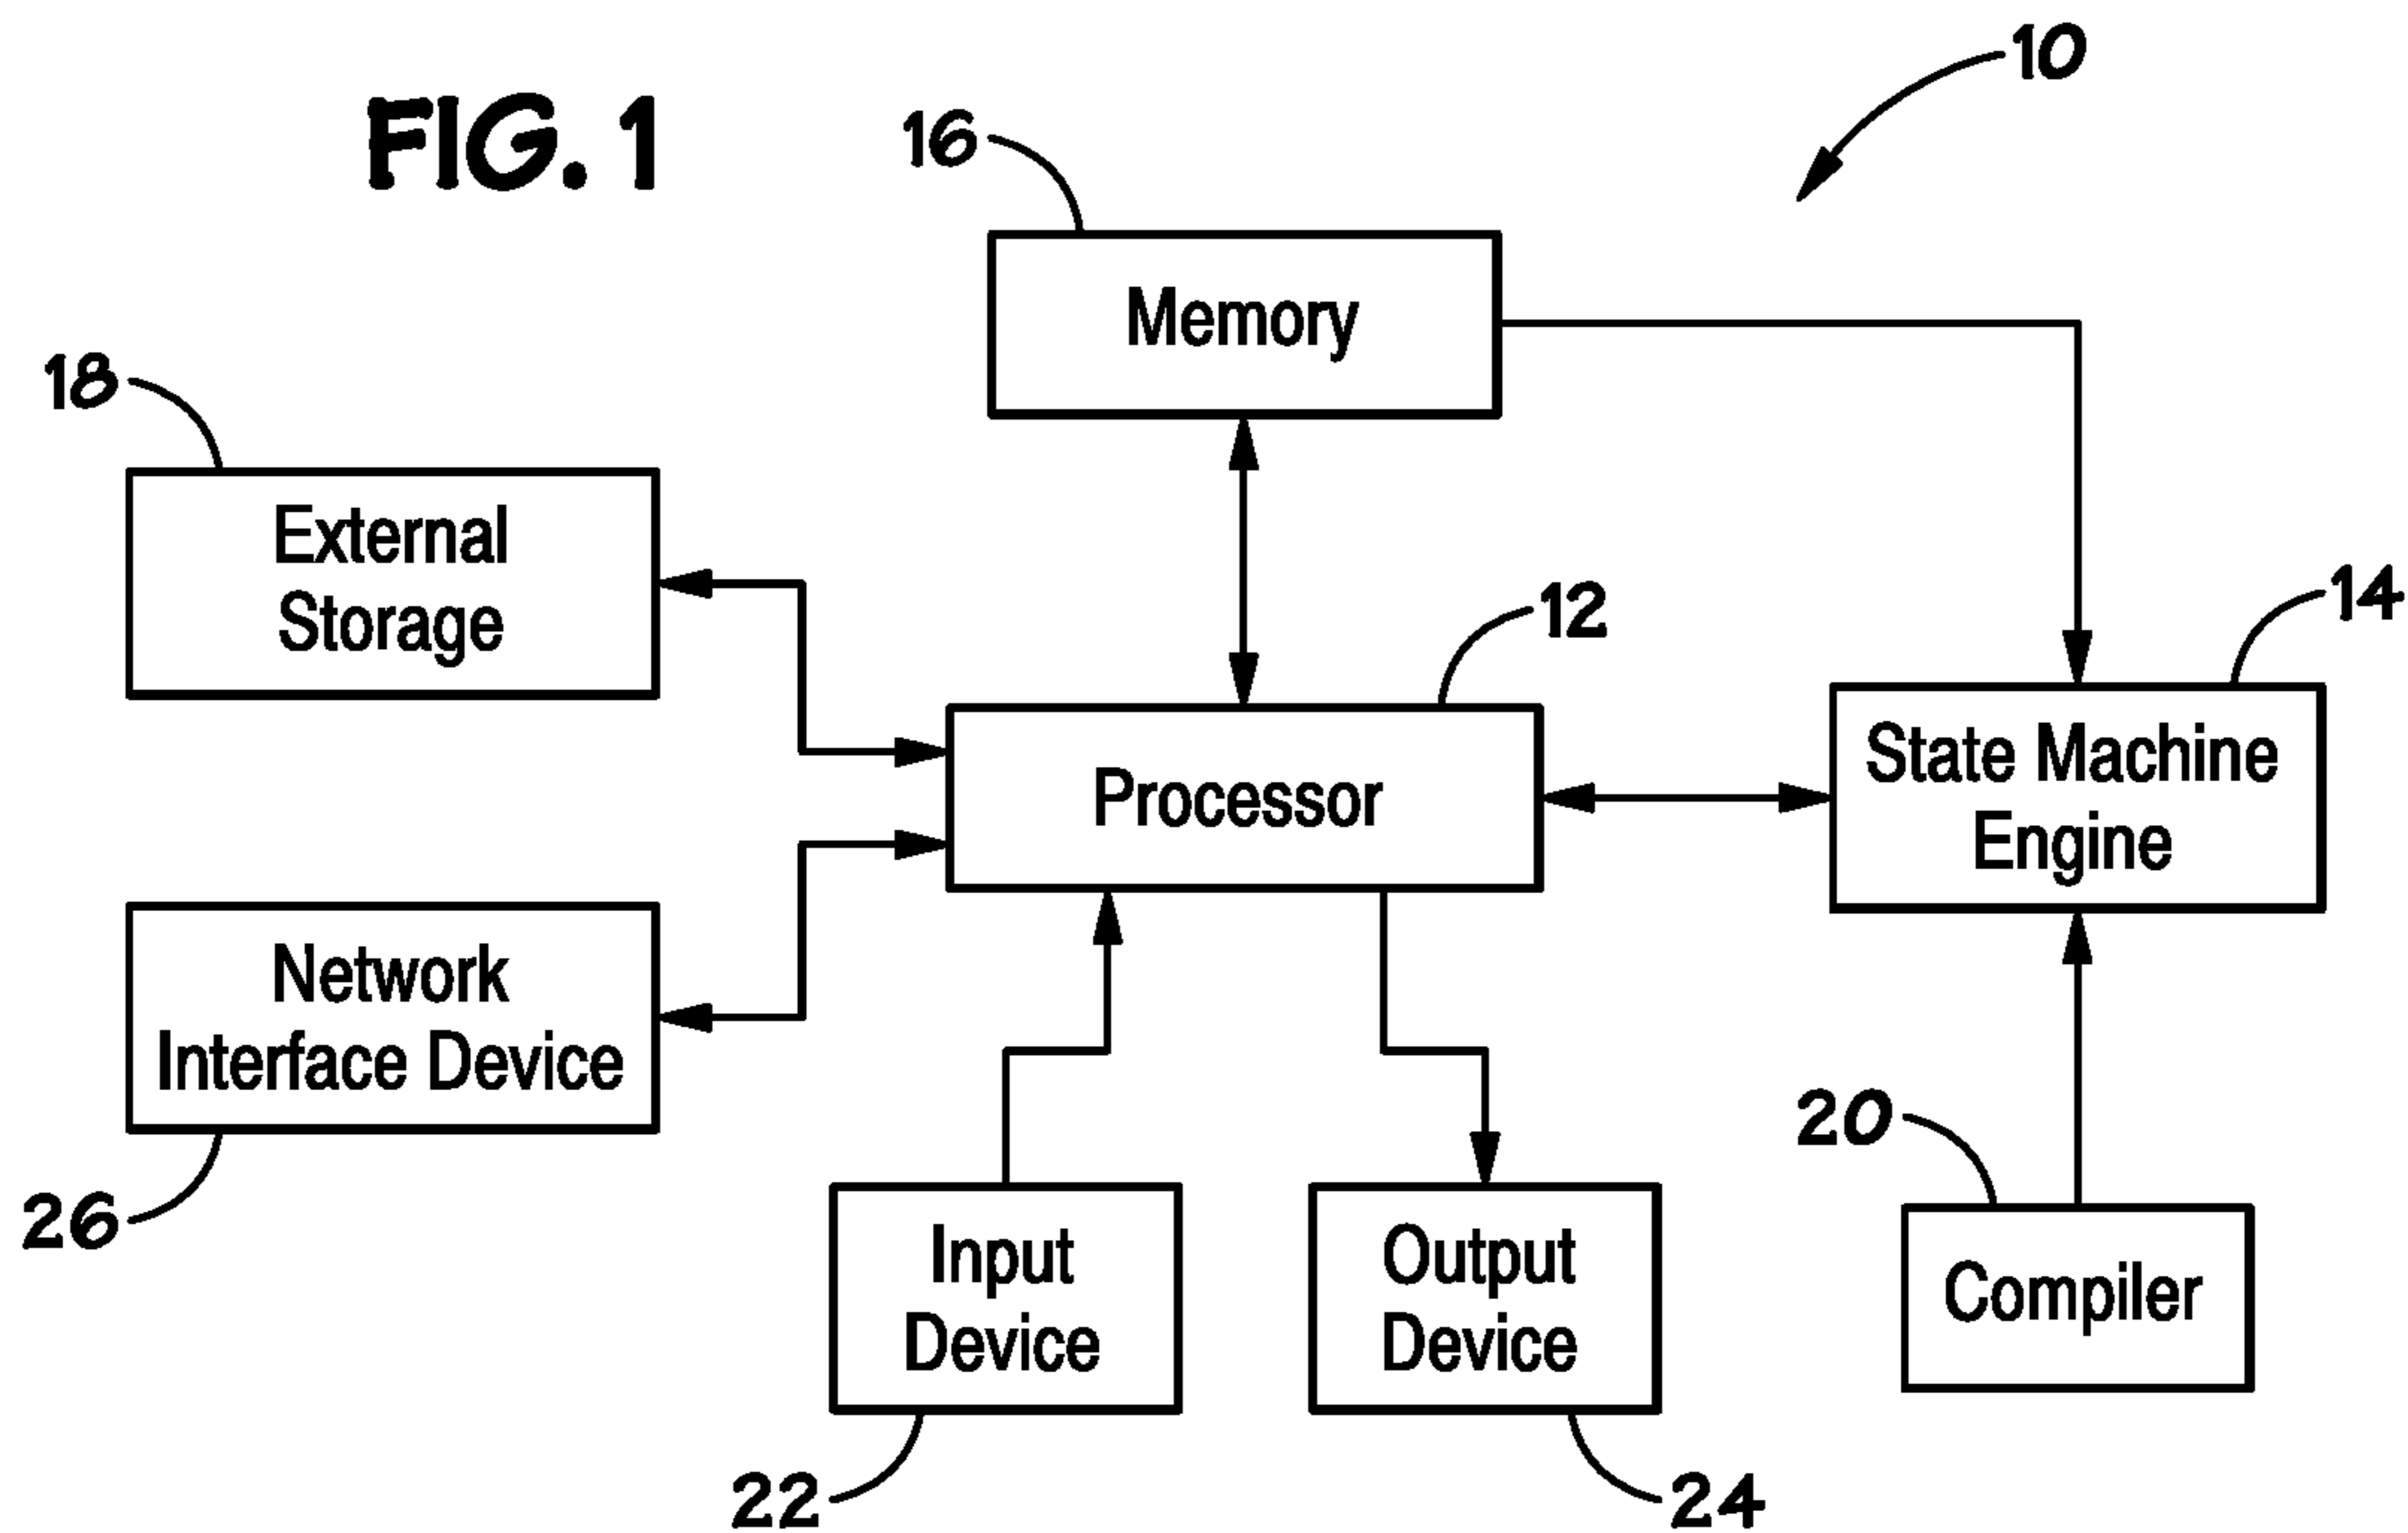 FIG. 1
10
16
Memory
18
External
Storage
12
14
Processor
State Machine
Engine
Network
Interface Device
26
20
Input
Device
Output
Device
Compiler
22
24